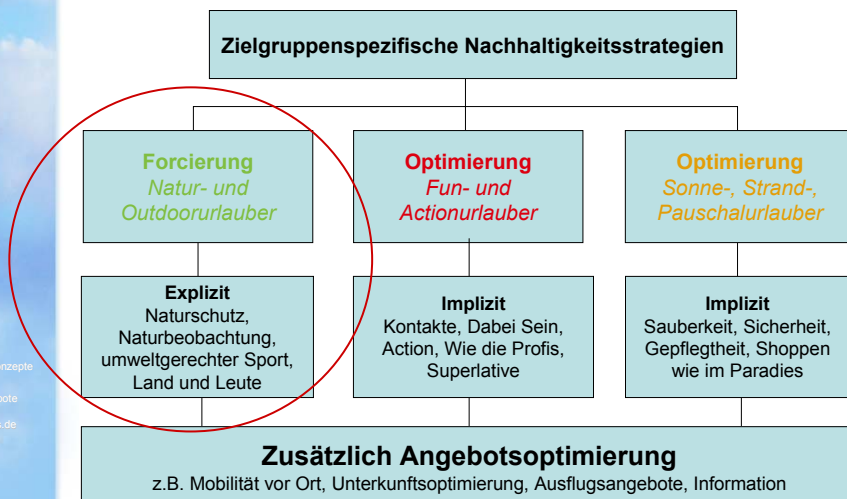 Zielgruppenspezifische Nachhaltigkeitsstrategien
Forcierung
Natur- und
Outdoorurlauber
Optimierung
Fun- und
Actionurlauber
Optimierung
Sonne-, Strand-,
Pauschalurlauber
Explizit
Naturschutz,
Naturbeobachtung,
umweltgerechter Sport,
Land und Leute
Implizit
Kontakte, Dabei Sein,
Action, Wie die Profis,
Superlative
Implizit
Sauberkeit, Sicherheit,
Gepflegtheit, Shoppen
wie im Paradies
Zusätzlich Angebotsoptimierung
z.B. Mobilität vor Ort, Unterkunftsoptimierung, Ausflugsangebote, Information